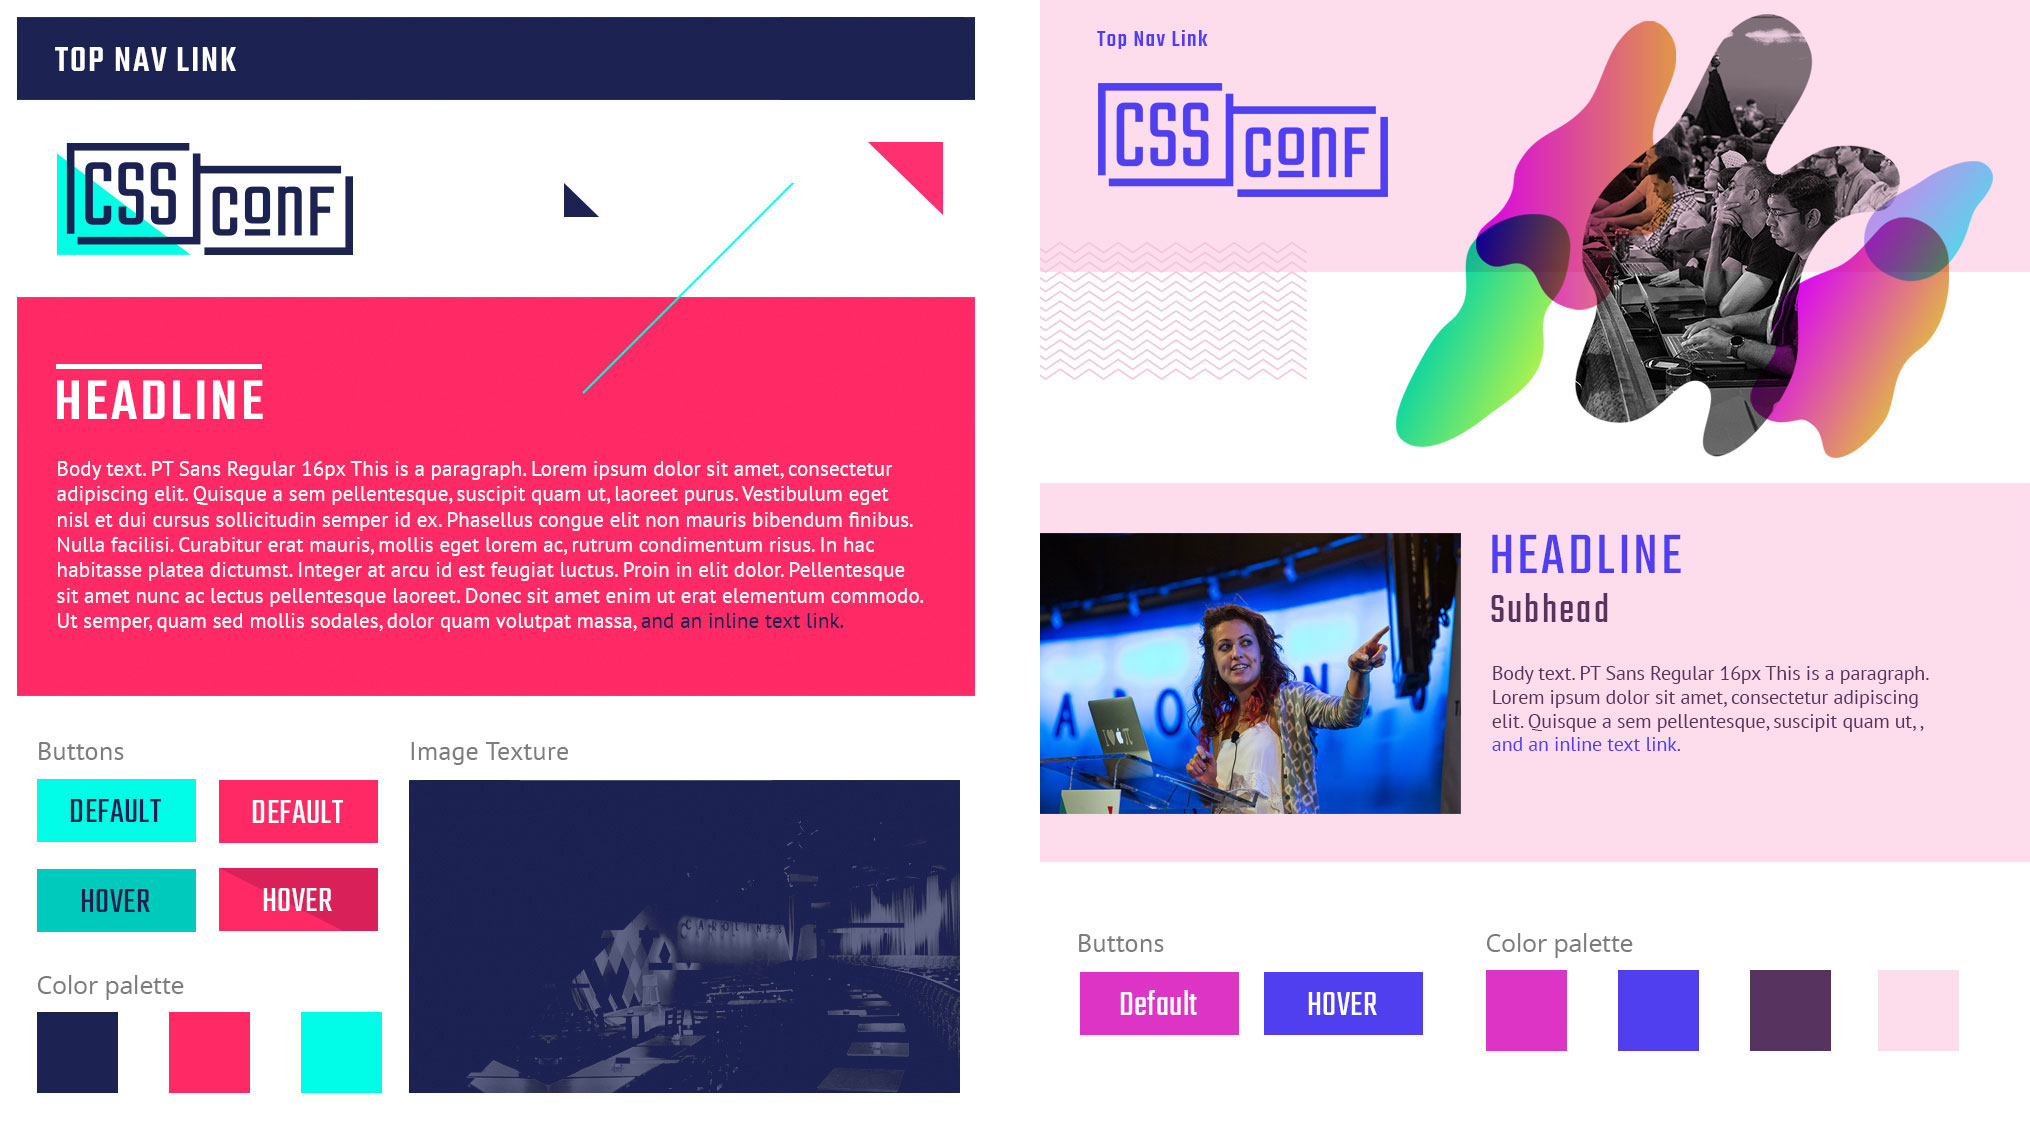 TOP NAV LINK
CSS
CONF
HEADLINE
Body text. PT Sans Regular 16px This is a paragraph. Lorem ipsum dolor sit amet, consectetur
adipiscing elit. Quisque a sem pellentesque, suscipit quam ut, laoreet purus. Vestibulum eget
nisl et dui cursus sollicitudin semper id ex. Phasellus congue elit non mauris bibendum finibus.
Nulla facilisi. Curabitur erat mauris, mollis eget lorem ac, rutrum condimentum risus. In hac
habitasse platea dictumst. Integer at arcu id est feugiat luctus. Proin in elit dolor. Pellentesque
sit amet nunc ac lectus pellentesque laoreet. Donec sit amet enim ut erat elementum commodo.
Ut semper, quam sed mollis sodales, dolor quam volutpat massa, and an inline text link.
Buttons
DEFAULT
DEFAULT
HOVER
HOVER
Color palette
Image Texture
CAROLINES
Top Nav Link
CSS
CONF
HEADLINE
Subhead
Body text. PT Sans Regular 16px This is a paragraph.
Lorem ipsum dolor sit amet, consectetur adipiscing
elit. Quisque a sem pellentesque, suscipit quam ut, ,
and an inline text link.
Buttons
Default
HOVER
Color palette